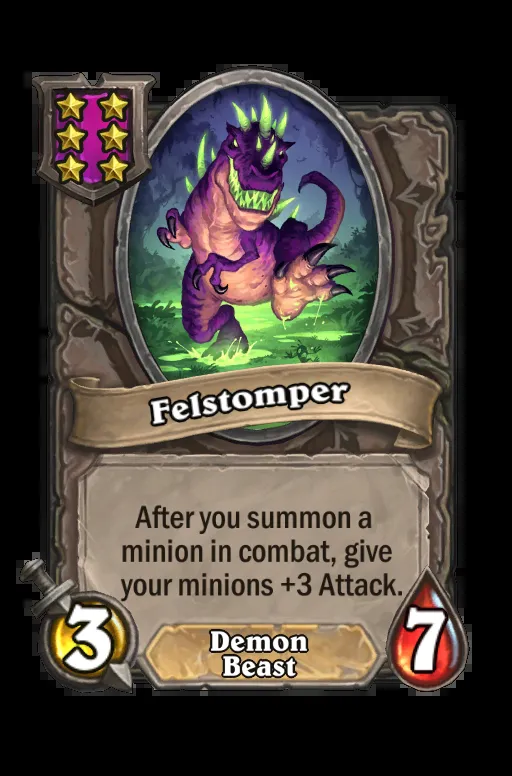 Felstomper
After you summon a
minion in combat, give
your minions +3 Attack.
3
Demon
Beast
7